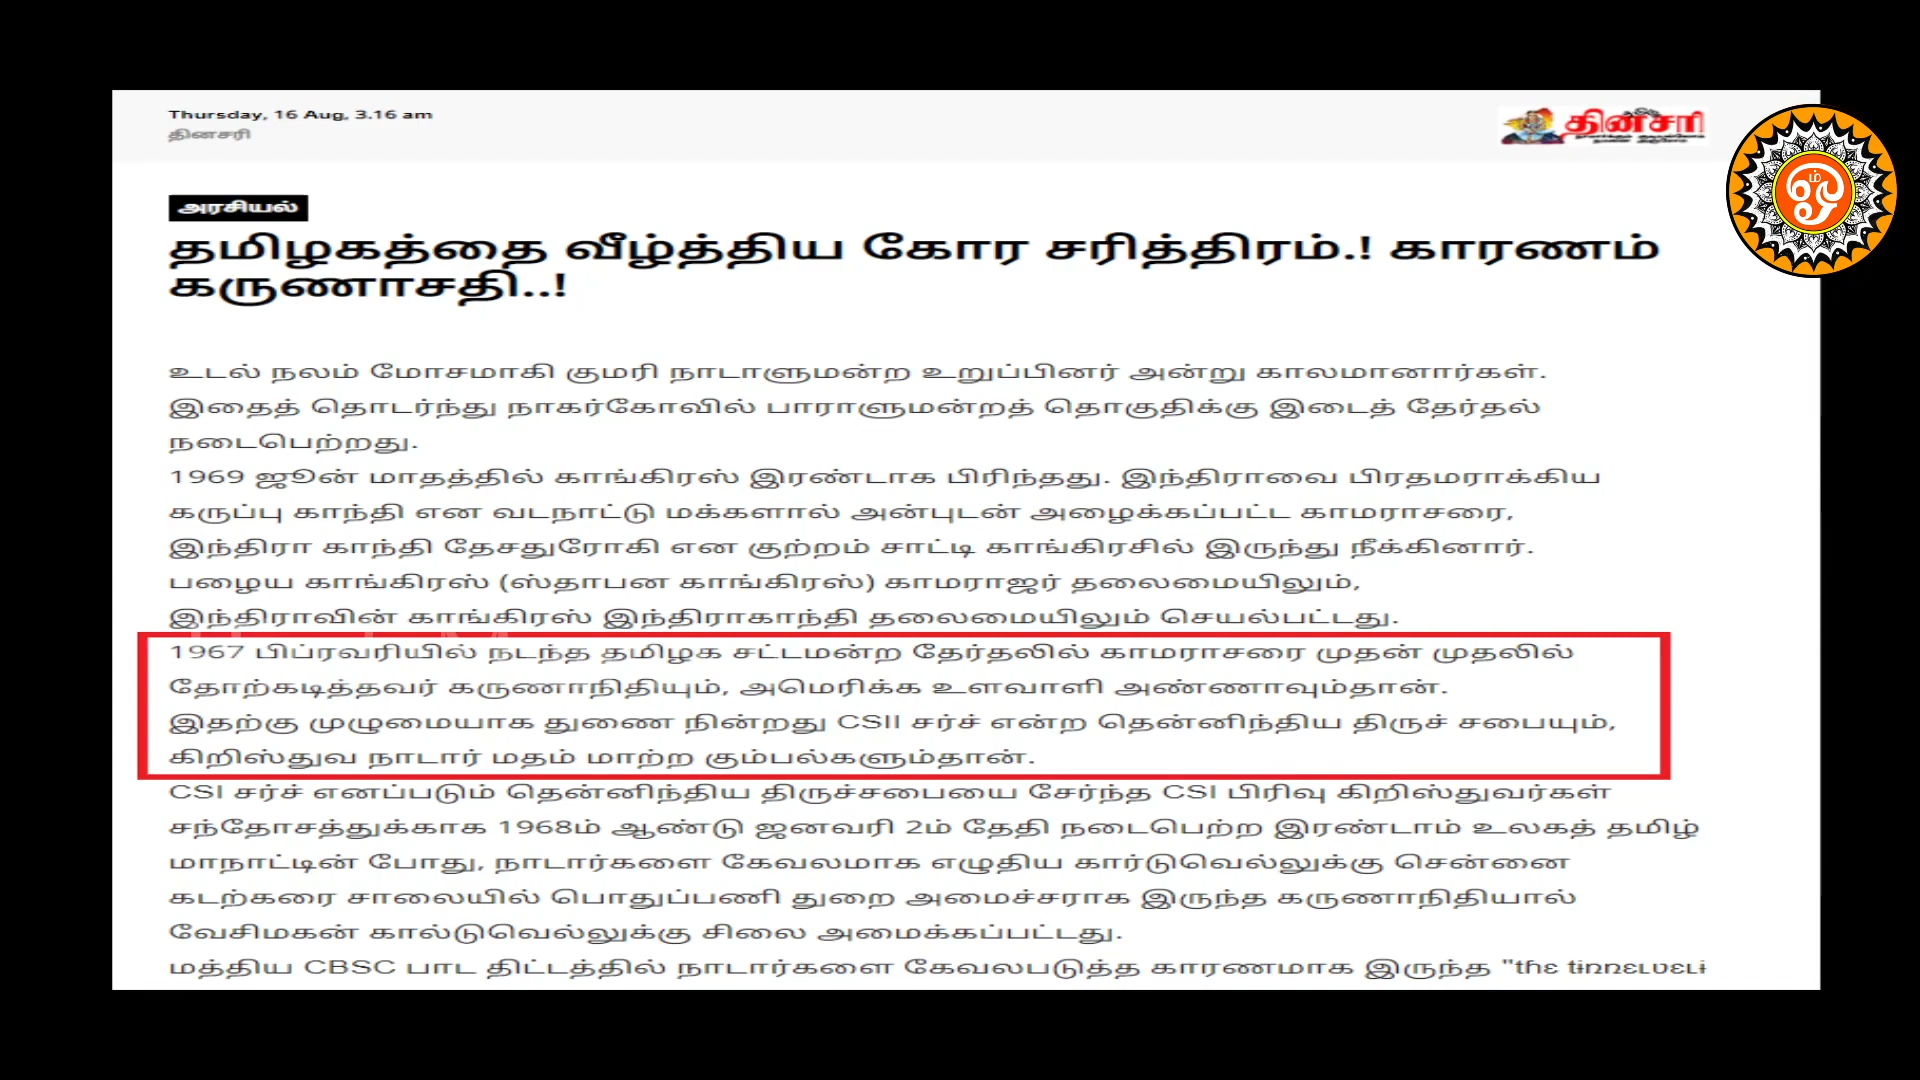 Thursday, 16 Aug, 3.16 am
தினசரி
தினசரி
ஓம்
அரசியல்
தமிழகத்தை வீழ்த்திய கோர சரித்திரம்.! காரணம்
கருணாசதி..!
உடல் நலம் மோசமாகி குமரி நாடாளுமன்ற உறுப்பினர் அன்று காலமானார்கள்.
இதைத் தொடர்ந்து நாகர்கோவில் பாராளுமன்றத் தொகுதிக்கு இடைத் தேர்தல்
நடைபெற்றது.
1969 ஜூன் மாதத்தில் காங்கிரஸ் இரண்டாக பிரிந்தது. இந்திராவை பிரதமராக்கிய
கருப்பு காந்தி என வடநாட்டு மக்களால் அன்புடன் அழைக்கப்பட்ட காமராசரை,
இந்திரா காந்தி தேசதுரோகி என குற்றம் சாட்டி காங்கிரசில் இருந்து நீக்கினார்.
பழைய காங்கிரஸ் (ஸ்தாபன காங்கிரஸ்) காமராஜர் தலைமையிலும்,
இந்திராவின் காங்கிரஸ் இந்திராகாந்தி தலைமையிலும் செயல்பட்டது.
1967 பிப்ரவரியில் நடந்த தமிழக சட்டமன்ற தேர்தலில் காமராசரை முதன் முதலில்
தோற்கடித்தவர் கருணாநிதியும், அமெரிக்க உளவாளி அண்ணாவும்தான்.
இதற்கு முழுமையாக துணை நின்றது CSII சர்ச் என்ற தென்னிந்திய திருச் சபையும்,
கிறிஸ்துவ நாடார் மதம் மாற்ற கும்பல்களும்தான்.
CSI சர்ச் எனப்படும் தென்னிந்திய திருச்சபையை சேர்ந்த CSI பிரிவு கிறிஸ்துவர்கள்
சந்தோசத்துக்காக 1968ம் ஆண்டு ஜனவரி 2ம் தேதி நடைபெற்ற இரண்டாம் உலகத் தமிழ்
மாநாட்டின் போது, நாடார்களை கேவலமாக எழுதிய கார்டுவெல்லுக்கு சென்னை
கடற்கரை சாலையில் பொதுப்பணி துறை அமைச்சராக இருந்த கருணாநிதியால்
வேசிமகன் கால்டுவெல்லுக்கு சிலை அமைக்கப்பட்டது.
மத்திய CBSC பாட திட்டத்தில் நாடார்களை கேவலபடுத்த காரணமாக இருந்த "tɦɛ tɨռռɛʟʋɛʟɨ